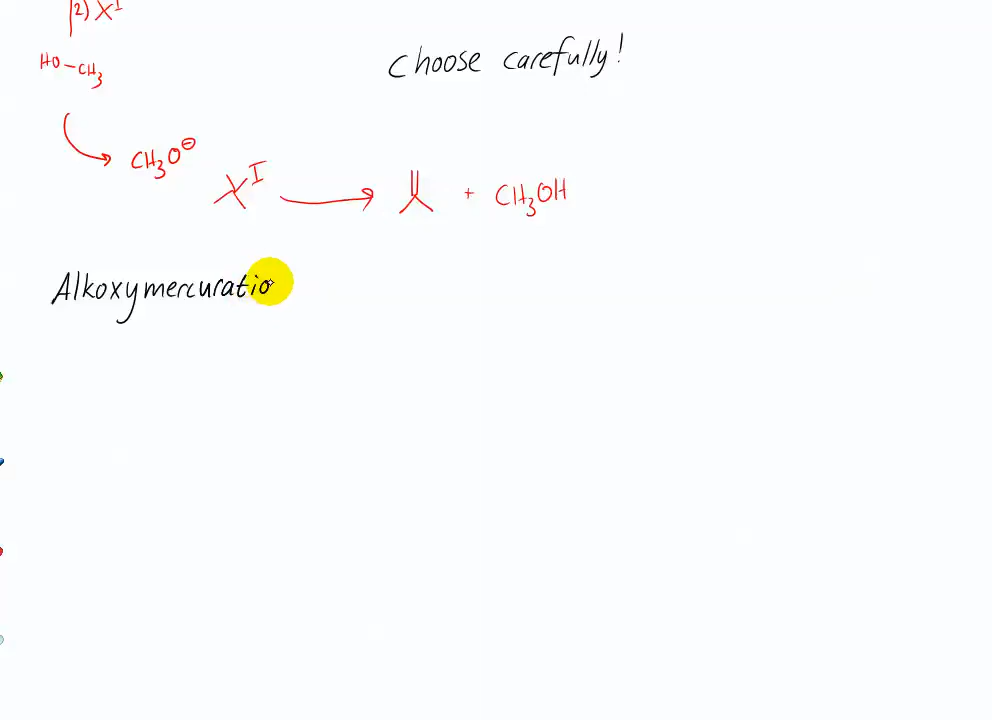 2) I
HO-CH3
choose carefully!
CH3O⊖
I
+ CH3OH
Alkoxymercuratio